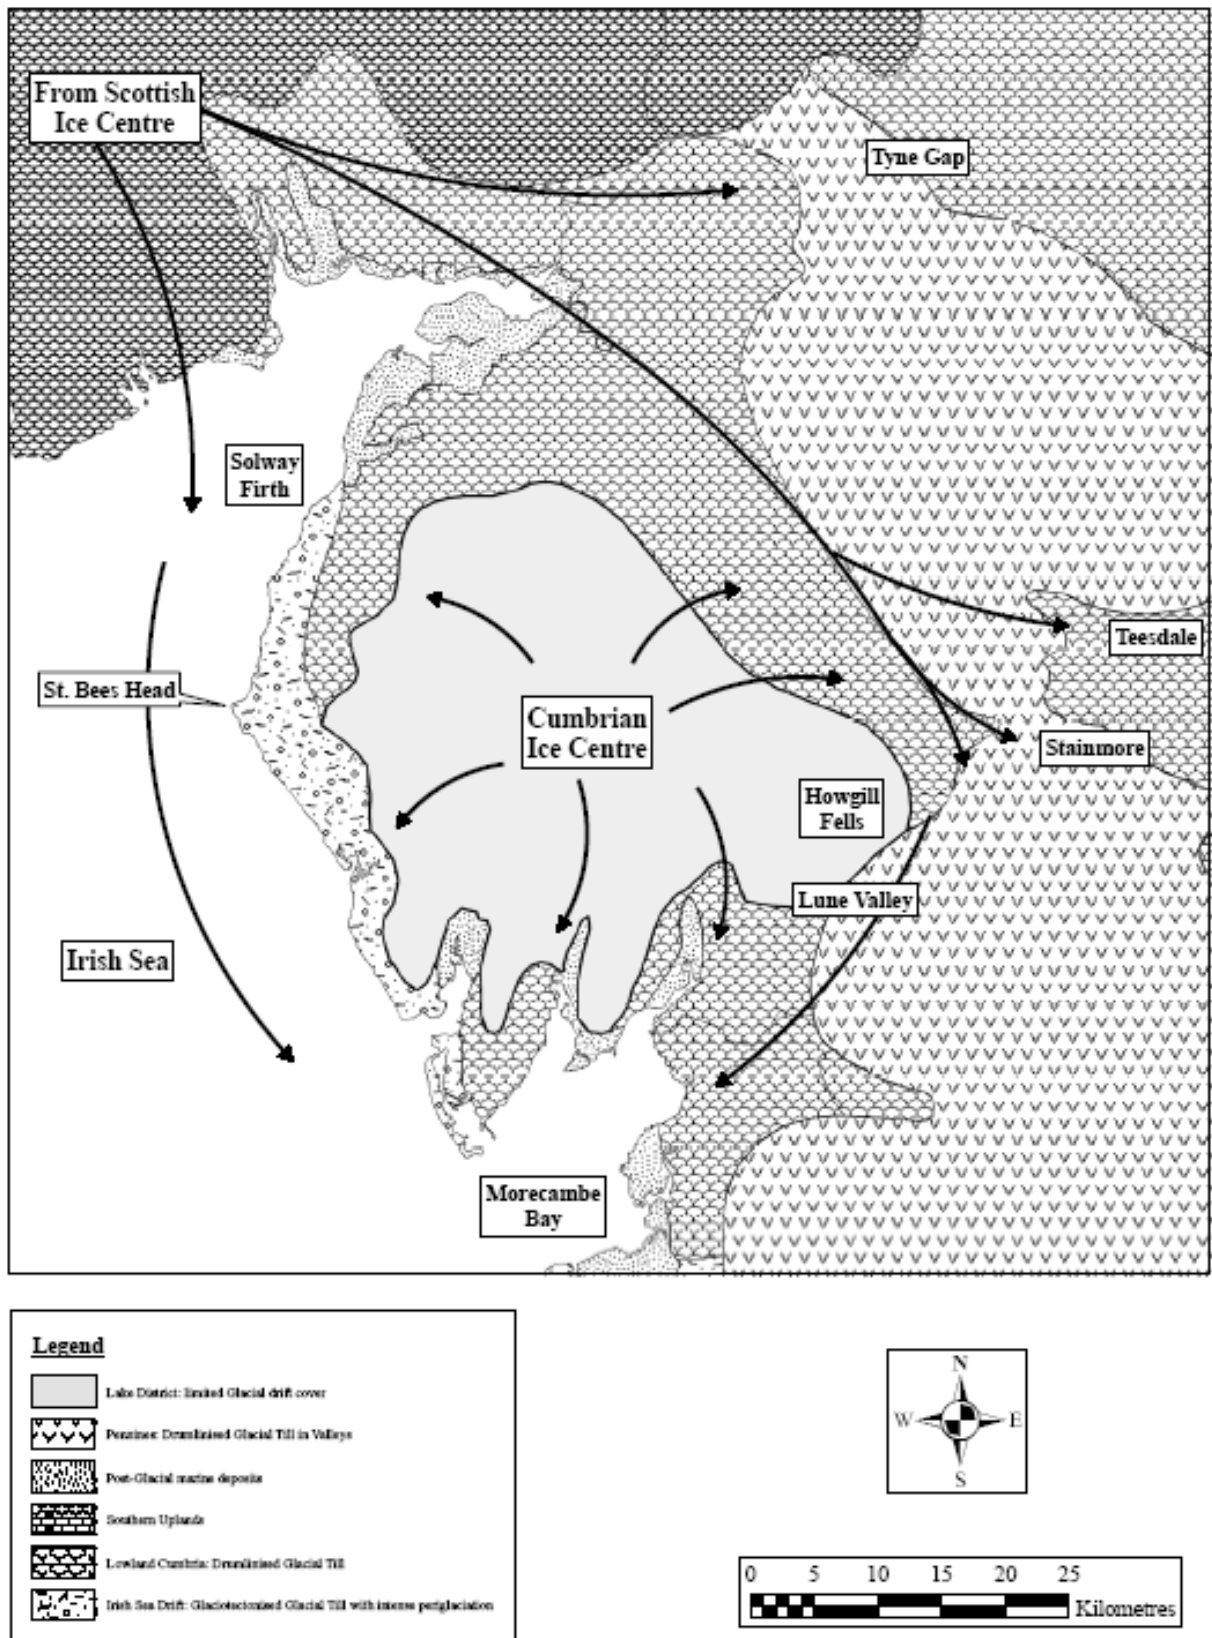 From Scottish
Ice Centre
Tyne Gap
Solway
Firth
Teesdale
St. Bees Head
Cumbrian
Ice Centre
Stainmore
Howgill
Fells
Lune Valley
Irish Sea
Morecambe
Bay
Legend
Lake District: limited Glacial drift cover
Pennines: Drumlinised Glacial Till in Valleys
Post-Glacial marine deposits
Southern Uplands
Lowland Cumbria: Drumlinised Glacial Till
Irish Sea Drift: Glaciotectonised Glacial Till with intense periglaciation
N
W E
S
0 5 10 15 20 25
Kilometres